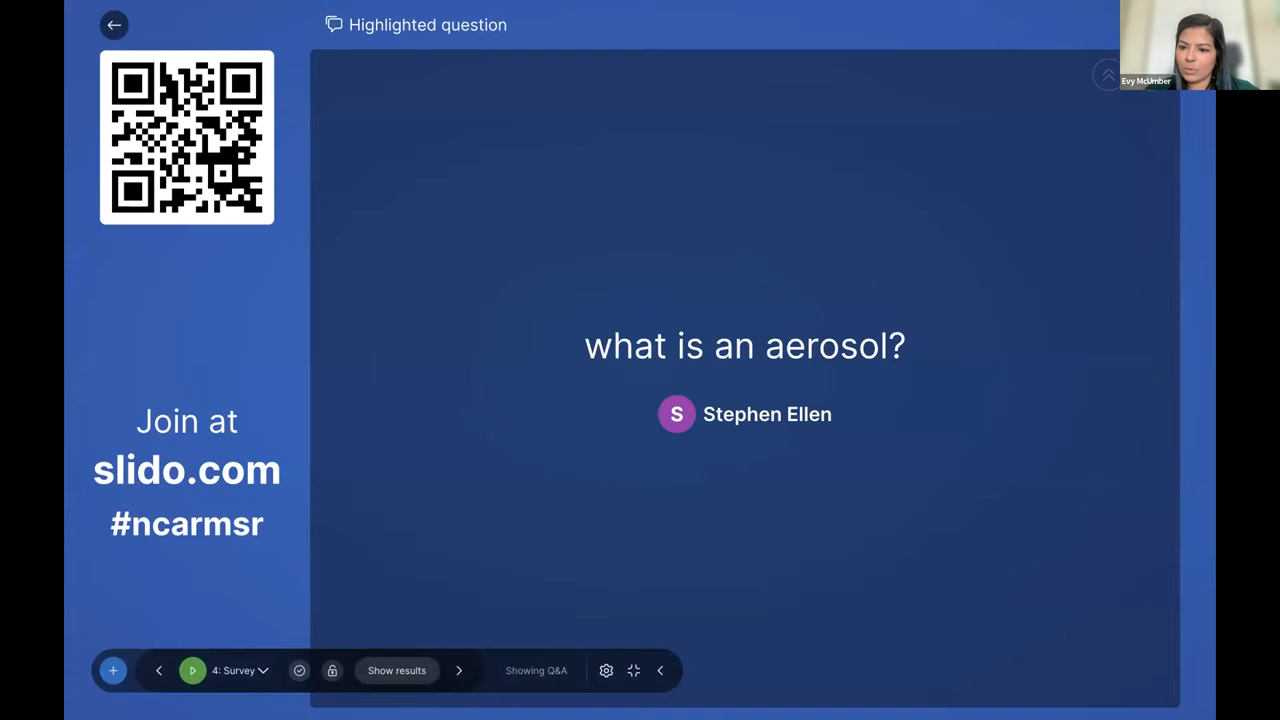 Highlighted question
Evy McUmber
what is an aerosol?
S Stephen Ellen
Join at
slido.com
#ncarmsr
4: Survey
Show results
Showing Q&A